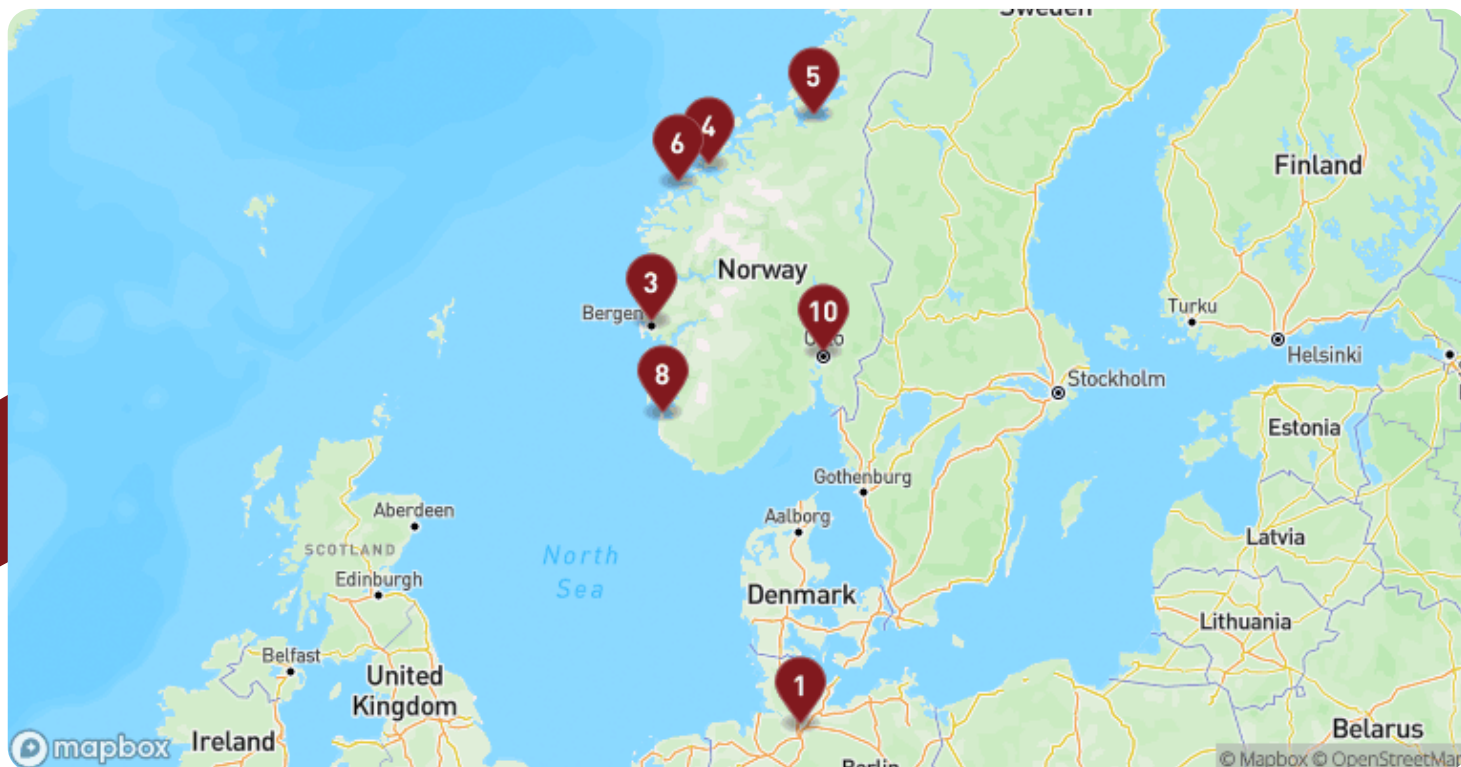 Sweden
5
4
6
Finland
Norway
3
Bergen
10
Turku
Helsinki
8
Stockholm
Estonia
Gothenburg
Aberdeen
Aalborg
SCOTLAND
North
Sea
Latvia
Edinburgh
Denmark
Lithuania
Belfast
United
Kingdom
1
Ireland
Belarus
mapbox
© Mapbox © OpenStreetMap